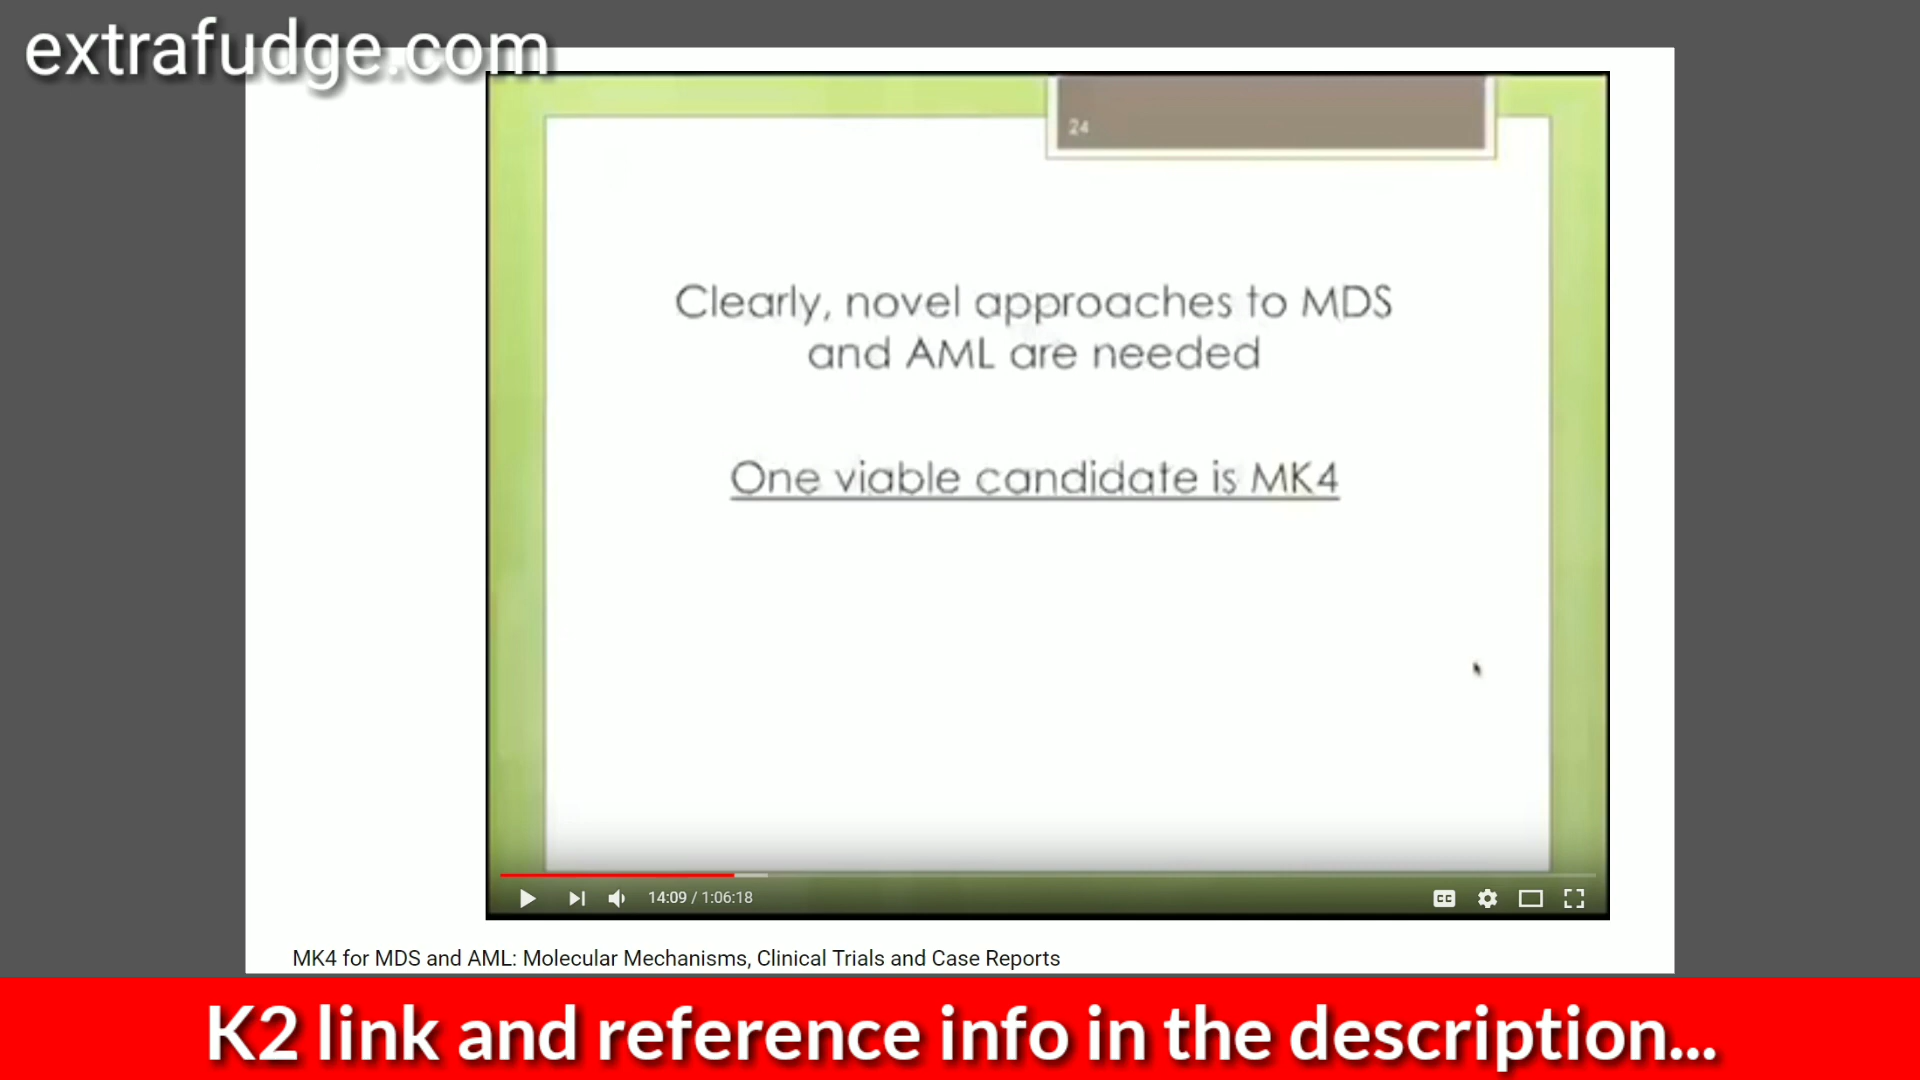 extrafudge.com
24
Clearly, novel approaches to MDS
and AML are needed
One viable candidate is MK4
14:09 / 1:06:18
CC
MK4 for MDS and AML: Molecular Mechanisms, Clinical Trials and Case Reports
K2 link and reference info in the description...